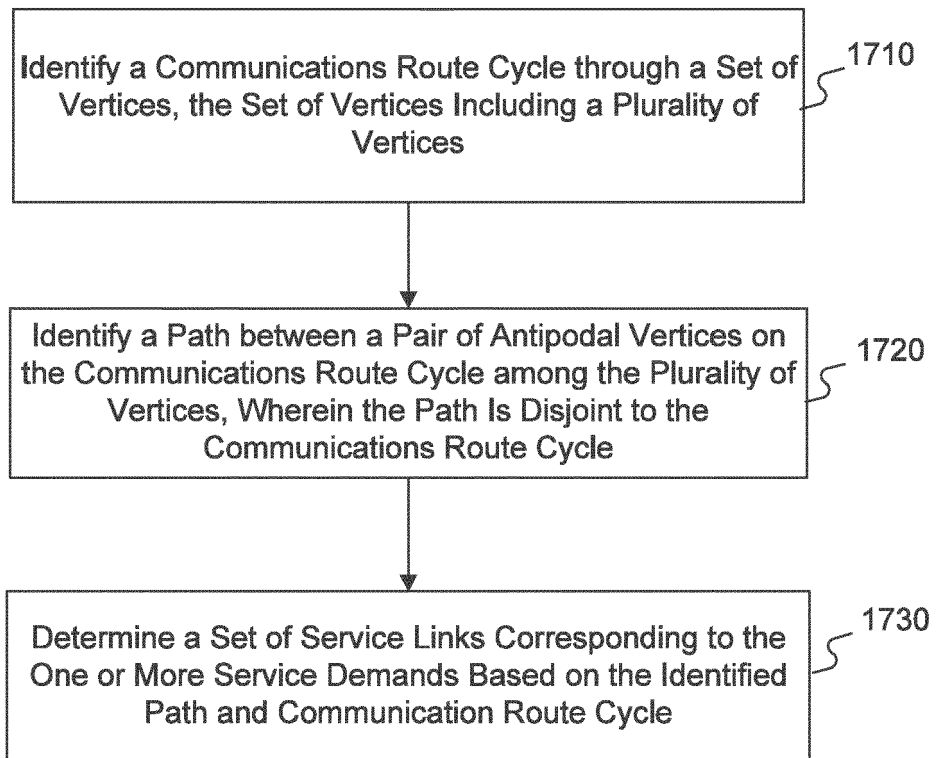 Identify a Communications Route Cycle through a Set of
Vertices, the Set of Vertices Including a Plurality of
Vertices
1710
Identify a Path between a Pair of Antipodal Vertices on
the Communications Route Cycle among the Plurality of
Vertices, Wherein the Path Is Disjoint to the
Communications Route Cycle
1720
Determine a Set of Service Links Corresponding to the
One or More Service Demands Based on the Identified
Path and Communication Route Cycle
1730